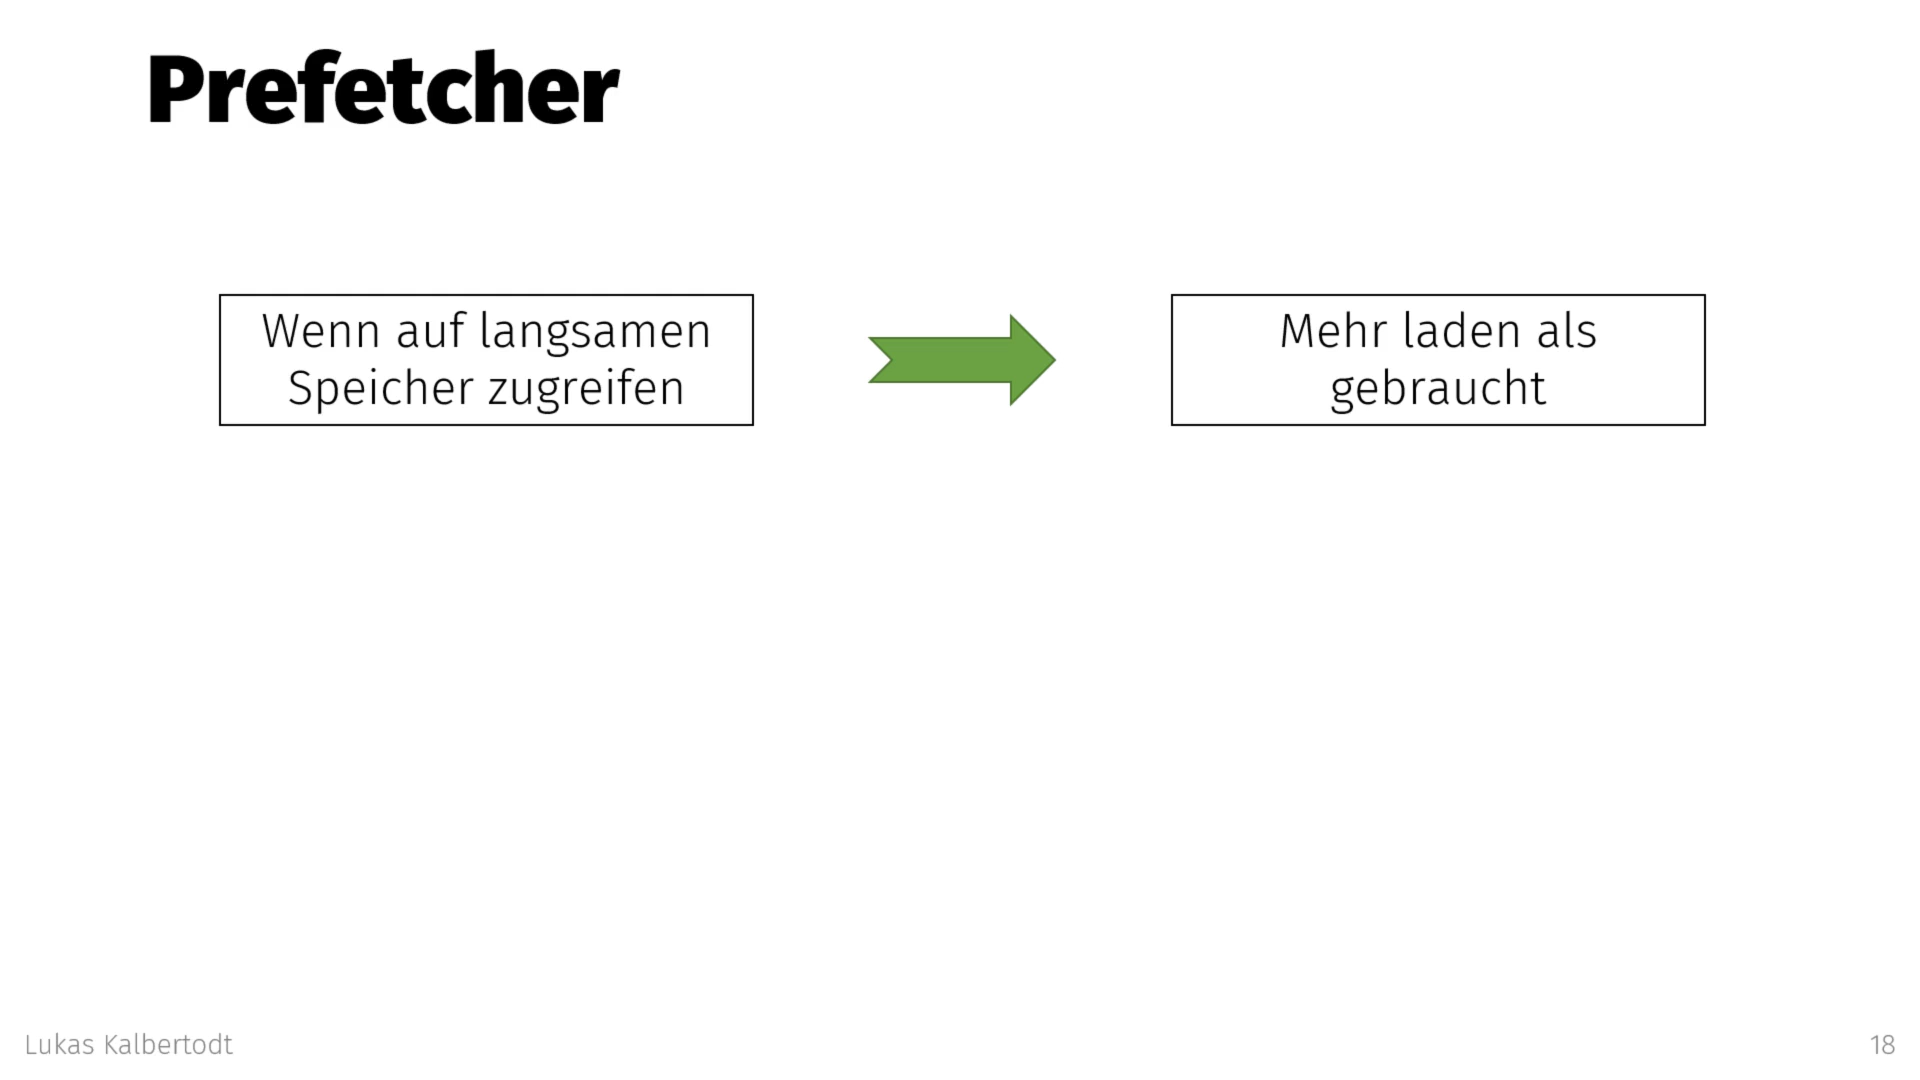 Prefetcher
Wenn auf langsamen
Speicher zugreifen
Mehr laden als
gebraucht
Lukas Kalbertodt
18